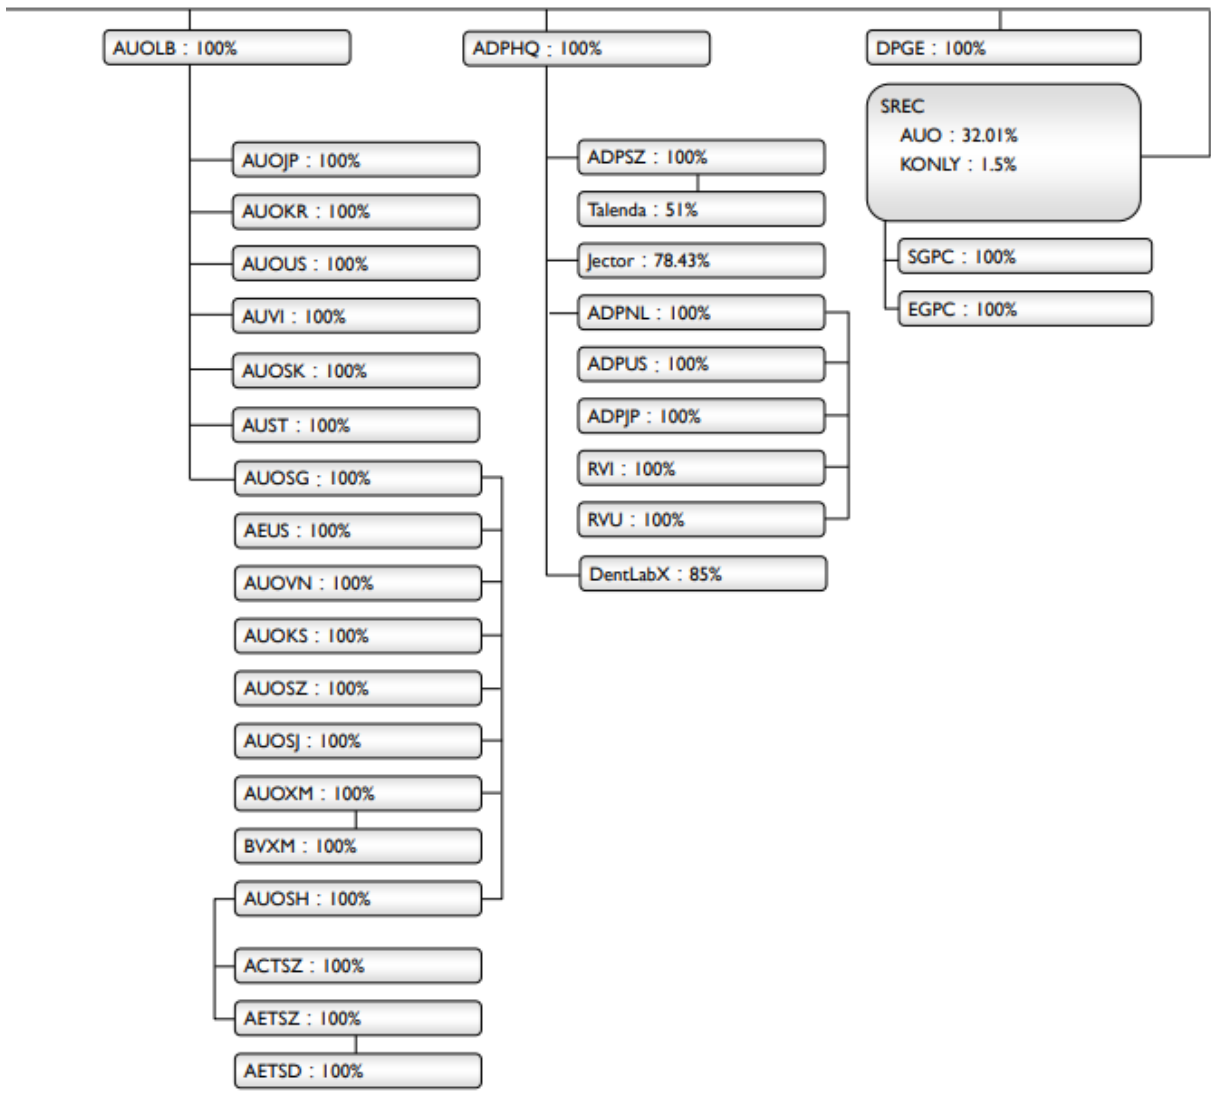 AUOLB : 100%
AUOJP : 100%
AUOKR : 100%
AUOUS : 100%
AUVI : 100%
AUOSK : 100%
AUST : 100%
AUOSG : 100%
AEUS : 100%
AUOVN : 100%
AUOKS : 100%
AUOSZ : 100%
AUOSJ : 100%
AUOXM : 100%
BVXM : 100%
AUOSH : 100%
ACTSZ : 100%
AETSZ : 100%
AETSD : 100%
ADPHQ : 100%
ADPSZ : 100%
Talenda : 51%
Jector : 78.43%
ADPNL : 100%
ADPUS : 100%
ADPJP : 100%
RVI : 100%
RVU : 100%
DentLabX : 85%
DPGE : 100%
SREC
AUO : 32.01%
KONLY : 1.5%
SGPC : 100%
EGPC : 100%